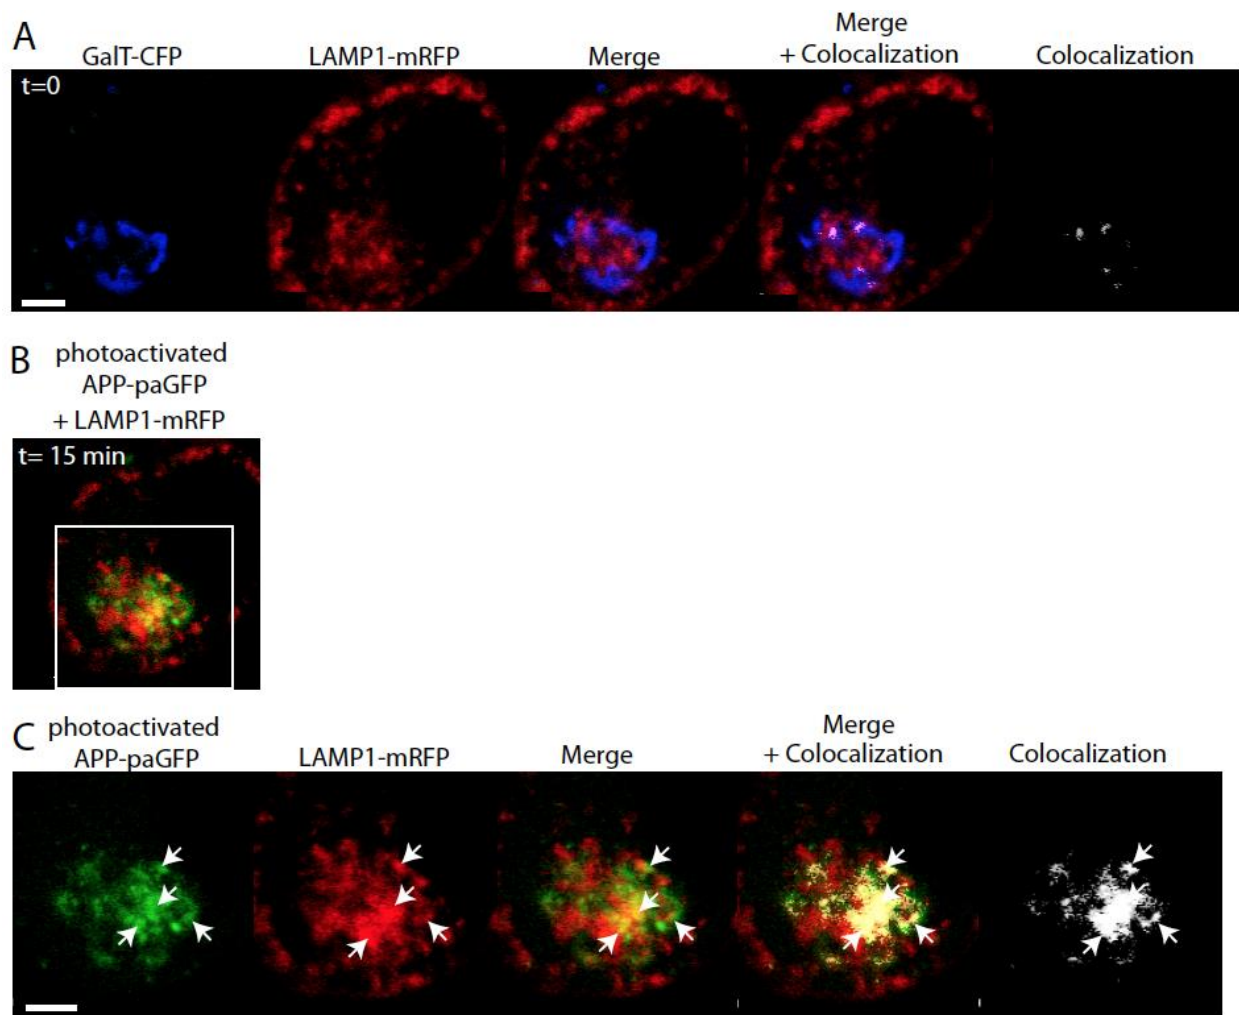 A
GalT-CFP
LAMP1-mRFP
Merge
Merge
+ Colocalization
Colocalization
t=0
B
photoactivated
APP-paGFP
+ LAMP1-mRFP
t= 15 min
C
photoactivated
APP-paGFP
LAMP1-mRFP
Merge
Merge
+ Colocalization
Colocalization